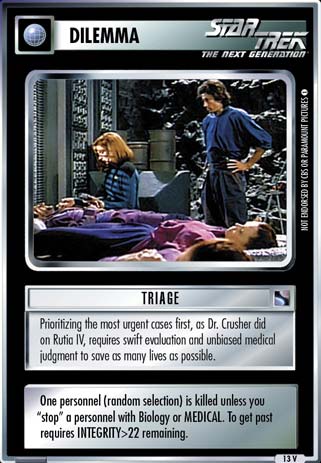 DILEMMA
STAR TREK
THE NEXT GENERATION
NOT ENDORSED BY CBS OR PARAMOUNT PICTURES
TRIAGE
Prioritizing the most urgent cases first, as Dr. Crusher did
on Rutia IV, requires swift evaluation and unbiased medical
judgment to save as many lives as possible.
One personnel (random selection) is killed unless you
"stop" a personnel with Biology or MEDICAL. To get past
requires INTEGRITY>22 remaining.
13 V